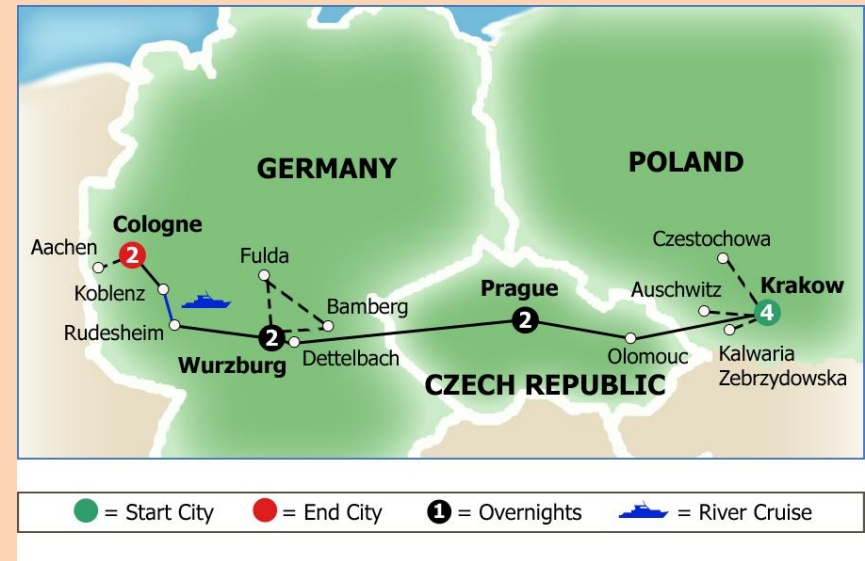 GERMANY
POLAND
Cologne
Aachen
2
Koblenz
Rudesheim
Fulda
Bamberg
2
Wurzburg
Dettelbach
Prague
2
CZECH REPUBLIC
Olomouc
Czestochowa
Auschwitz
Krakow
4
Kalwaria
Zebrzydowska
= Start City
= End City
1 = Overnights
= River Cruise